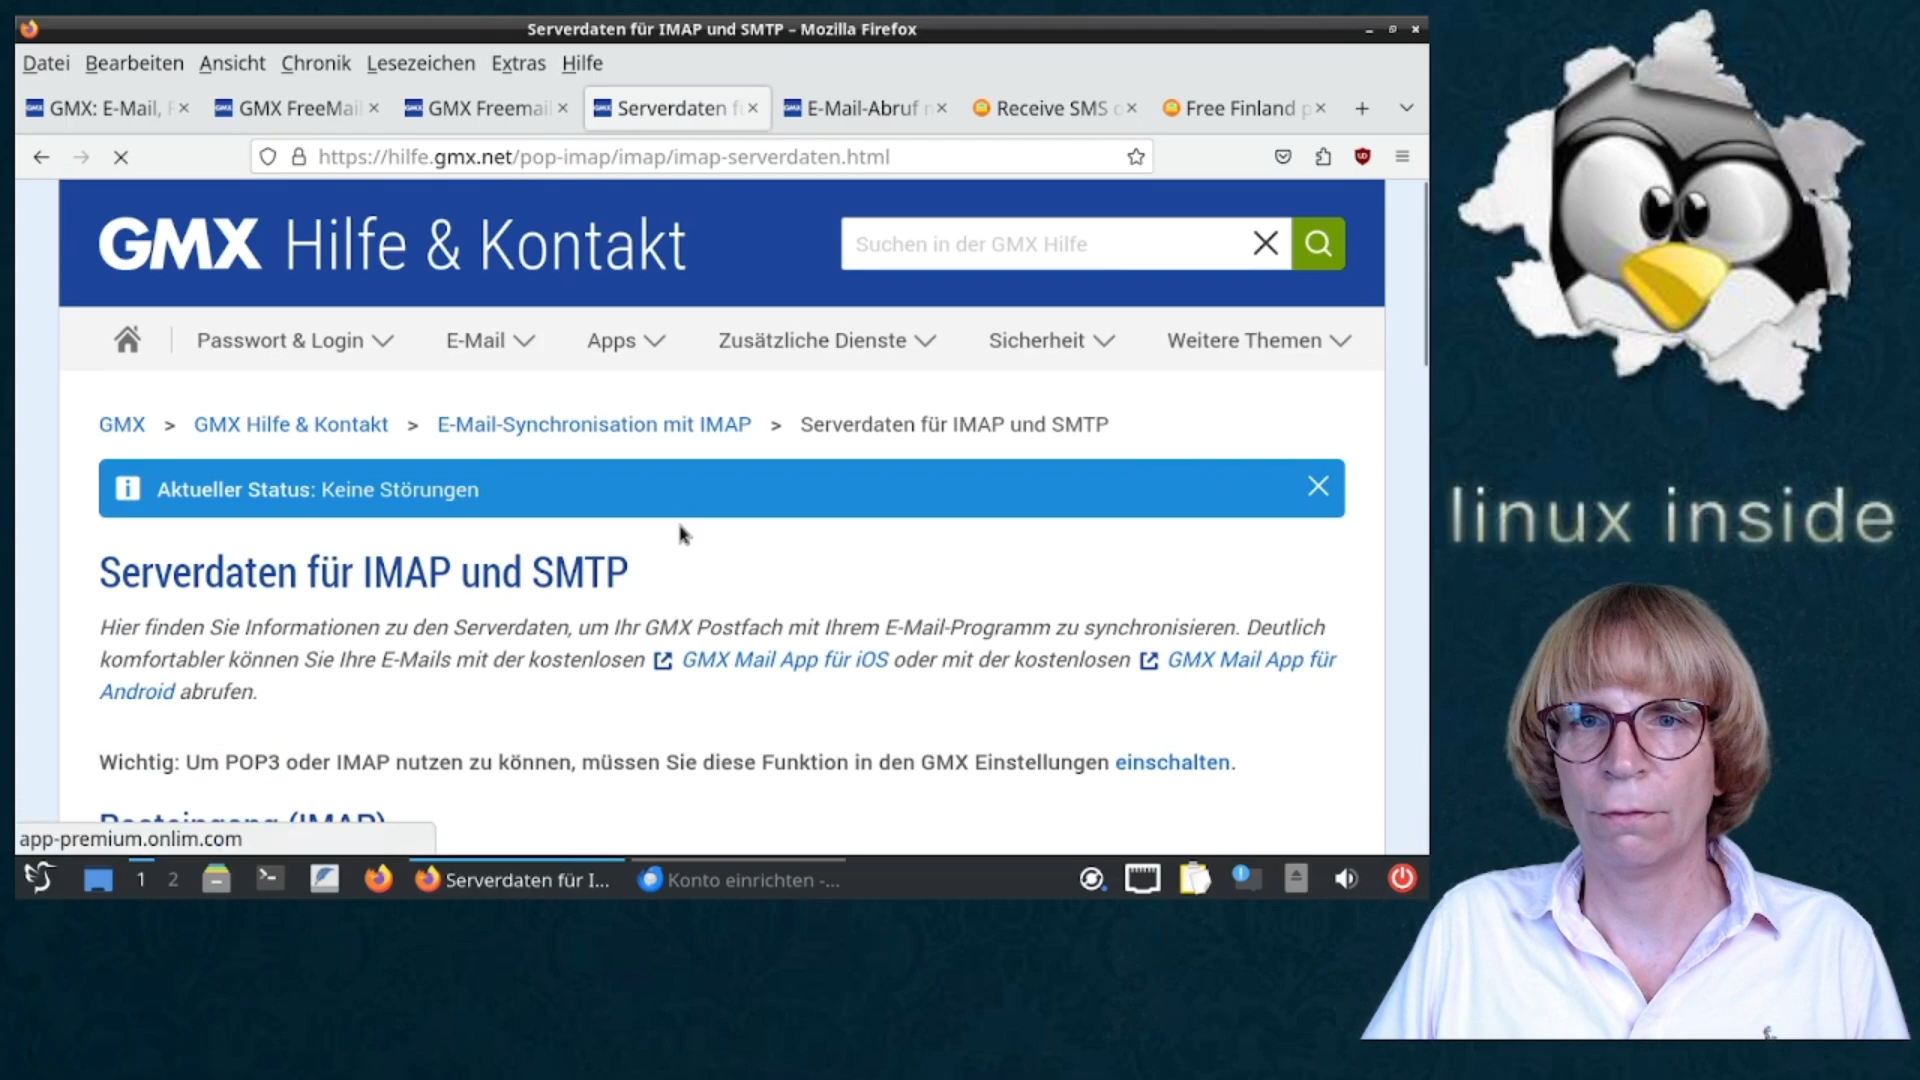 Serverdaten für IMAP und SMTP – Mozilla Firefox
Datei Bearbeiten Ansicht Chronik Lesezeichen Extras Hilfe
GMX: E-Mail, GMX FreeMail GMX Freemail Serverdaten f E-Mail-Abruf Receive SMS o Free Finland p
https://hilfe.gmx.net/pop-imap/imap/imap-serverdaten.html
GMX Hilfe & Kontakt
Suchen in der GMX Hilfe
Passwort & Login E-Mail Apps Zusätzliche Dienste Sicherheit Weitere Themen
GMX > GMX Hilfe & Kontakt > E-Mail-Synchronisation mit IMAP > Serverdaten für IMAP und SMTP
Aktueller Status: Keine Störungen
Serverdaten für IMAP und SMTP
Hier finden Sie Informationen zu den Serverdaten, um Ihr GMX Postfach mit Ihrem E-Mail-Programm zu synchronisieren. Deutlich
komfortabler können Sie Ihre E-Mails mit der kostenlosen GMX Mail App für iOS oder mit der kostenlosen GMX Mail App für
Android abrufen.
Wichtig: Um POP3 oder IMAP nutzen zu können, müssen Sie diese Funktion in den GMX Einstellungen einschalten.
Posteingang (IMAP)
app-premium.onlim.com
1 2 Serverdaten für I... Konto einrichten -...
linux inside